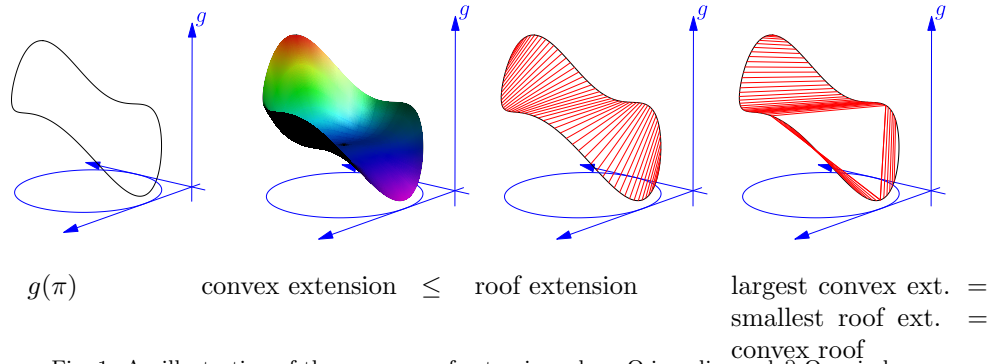 g g g g
g(π) convex extension ≤ roof extension largest convex ext. =
smallest roof ext. =
convex roof